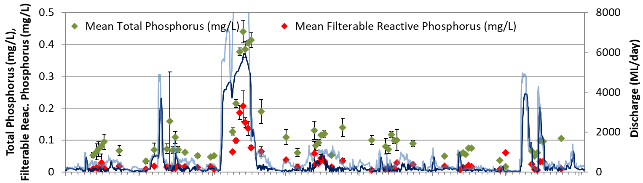 Total Phosphorus (mg/L),
Filterable Reac. Phosphorus (mg/L)
0.5
0.4
0.3
0.2
0.1
0
Mean Total Phosphorus (mg/L)
Mean Filterable Reactive Phosphorus (mg/L)
8000
6000
4000
2000
0
Discharge (ML/day)